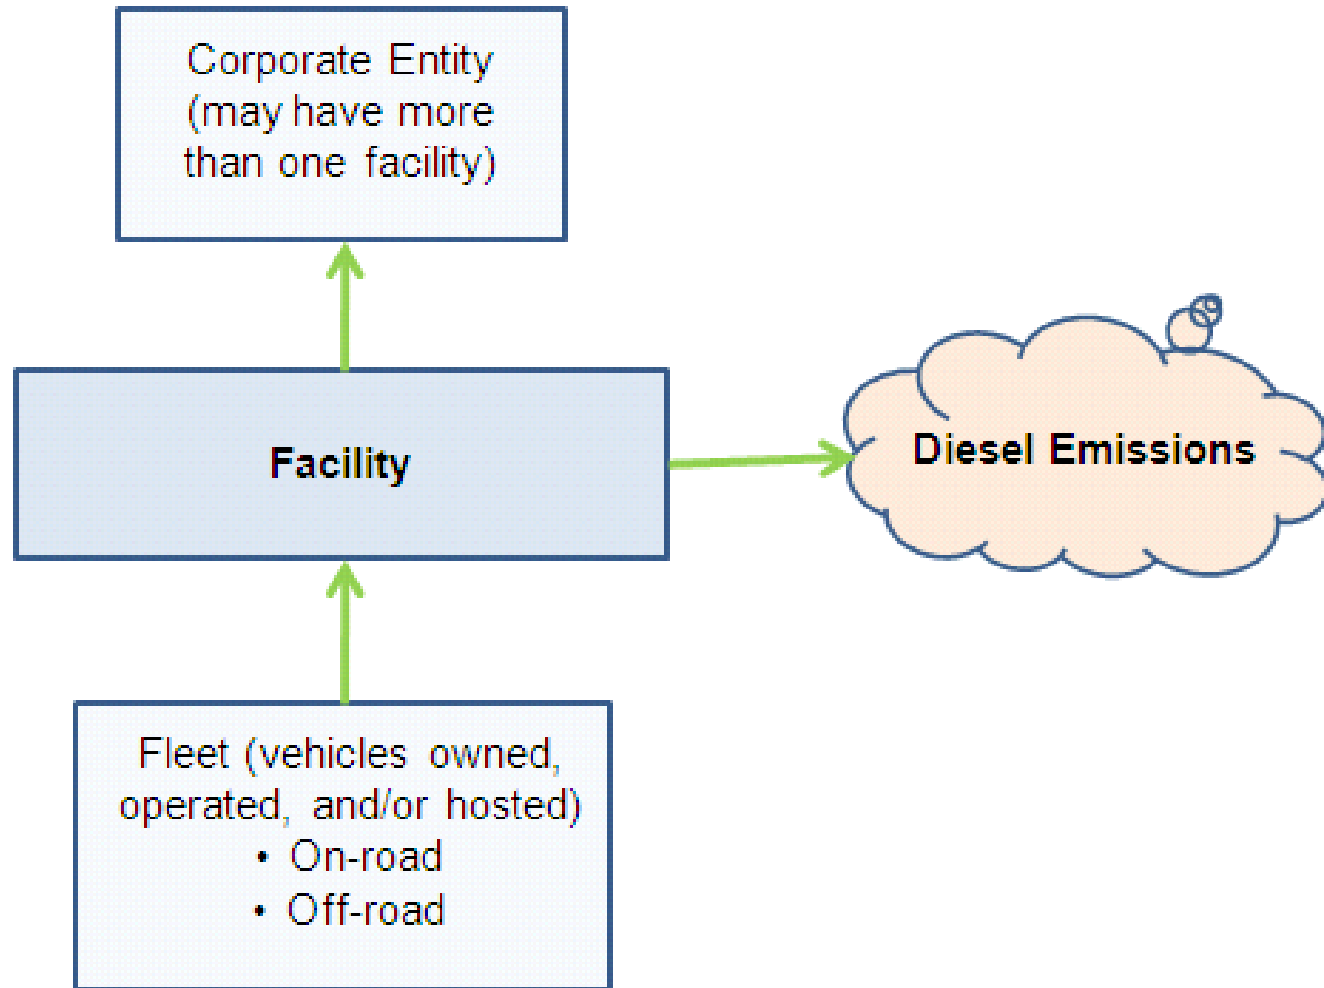 Corporate Entity
(may have more
than one facility)
Facility
Diesel Emissions
Fleet (vehicles owned,
operated, and/or hosted)
• On-road
• Off-road